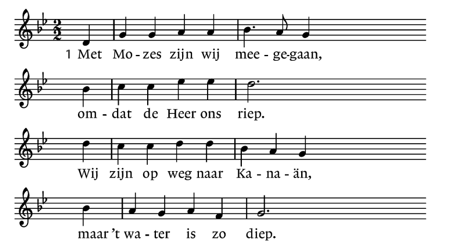 1 Met Mo - zes zijn wij mee - ge-gaan,
om - dat de Heer ons riep.
Wij zijn op weg naar Ka - na - än,
maar 't wa - ter is zo diep.